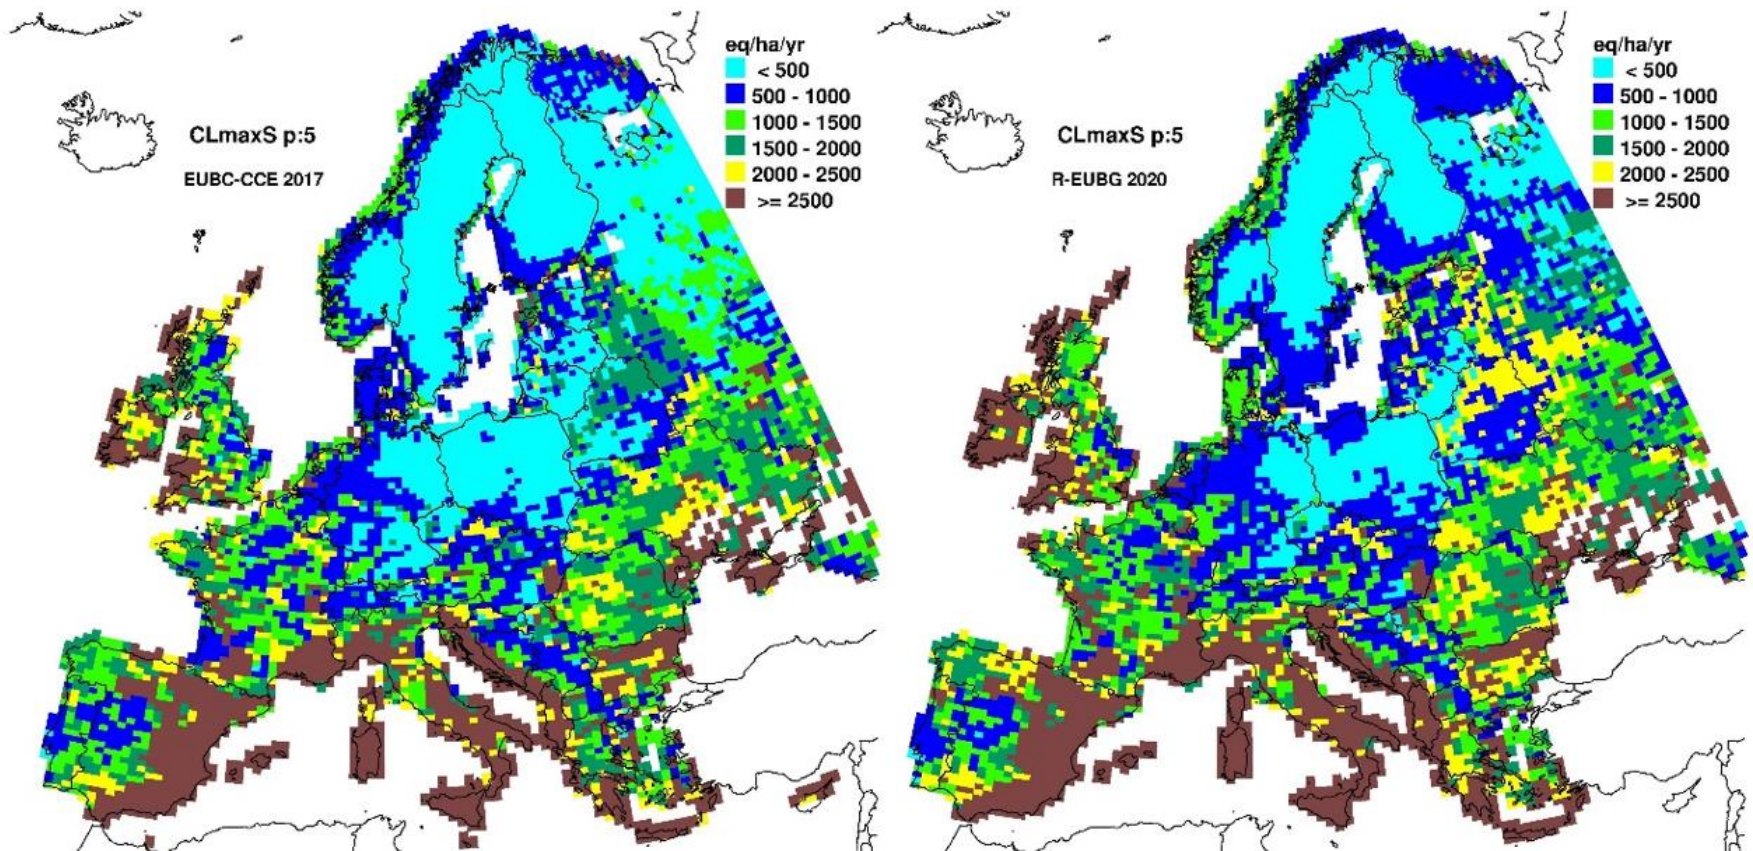 eq/ha/yr
< 500
500 - 1000
1000 - 1500
1500 - 2000
2000 - 2500
>= 2500
CLmaxS p:5
EUBC-CCE 2017
eq/ha/yr
< 500
500 - 1000
1000 - 1500
1500 - 2000
2000 - 2500
>= 2500
CLmaxS p:5
R-EUBG 2020